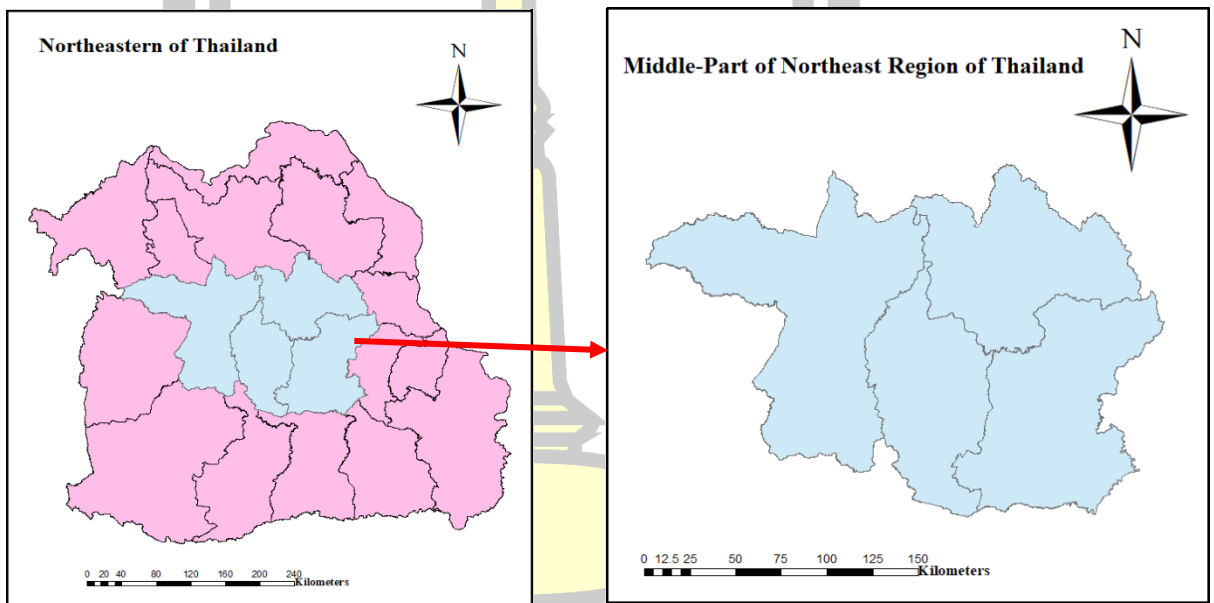 Northeastern of Thailand
N
0 20 40 80 120 160 200 240
Kilometers
Middle-Part of Northeast Region of Thailand
N
0 12.5 25 50 75 100 125 150
Kilometers